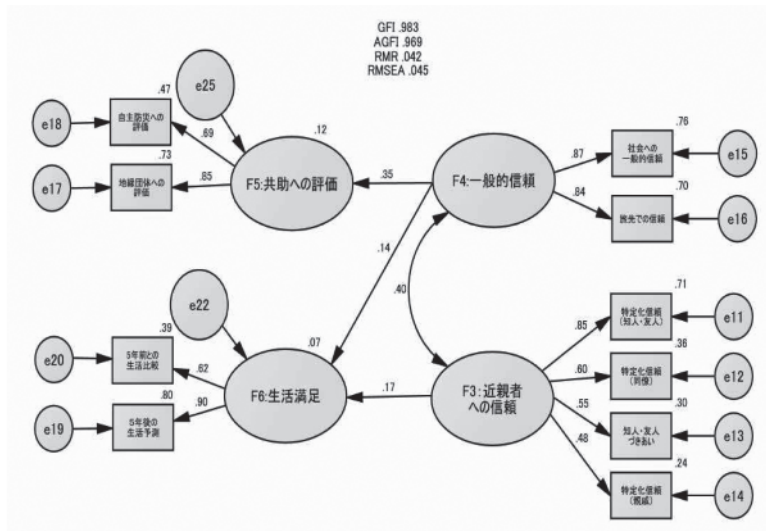 GFI .983
AGFI .969
RMR .042
RMSEA .045
e25
.47
e18
自主防災への
評価
.69
.12
.73
e17
地縁団体への
評価
.85
F5:共助への評価
.35
F4:一般的信頼
.87
.76
社会への
一般的信頼
e15
.84
.70
旅先での信頼
e16
.14
.40
e22
.39
e20
5年前との
生活比較
.62
.07
.80
e19
5年後の
生活予測
.90
F6:生活満足
.17
F3:近親者
への信頼
.85
.71
特定化信頼
(知人・友人)
e11
.60
.36
特定化信頼
(同僚)
e12
.55
.30
知人・友人
づきあい
e13
.48
.24
特定化信頼
(親戚)
e14